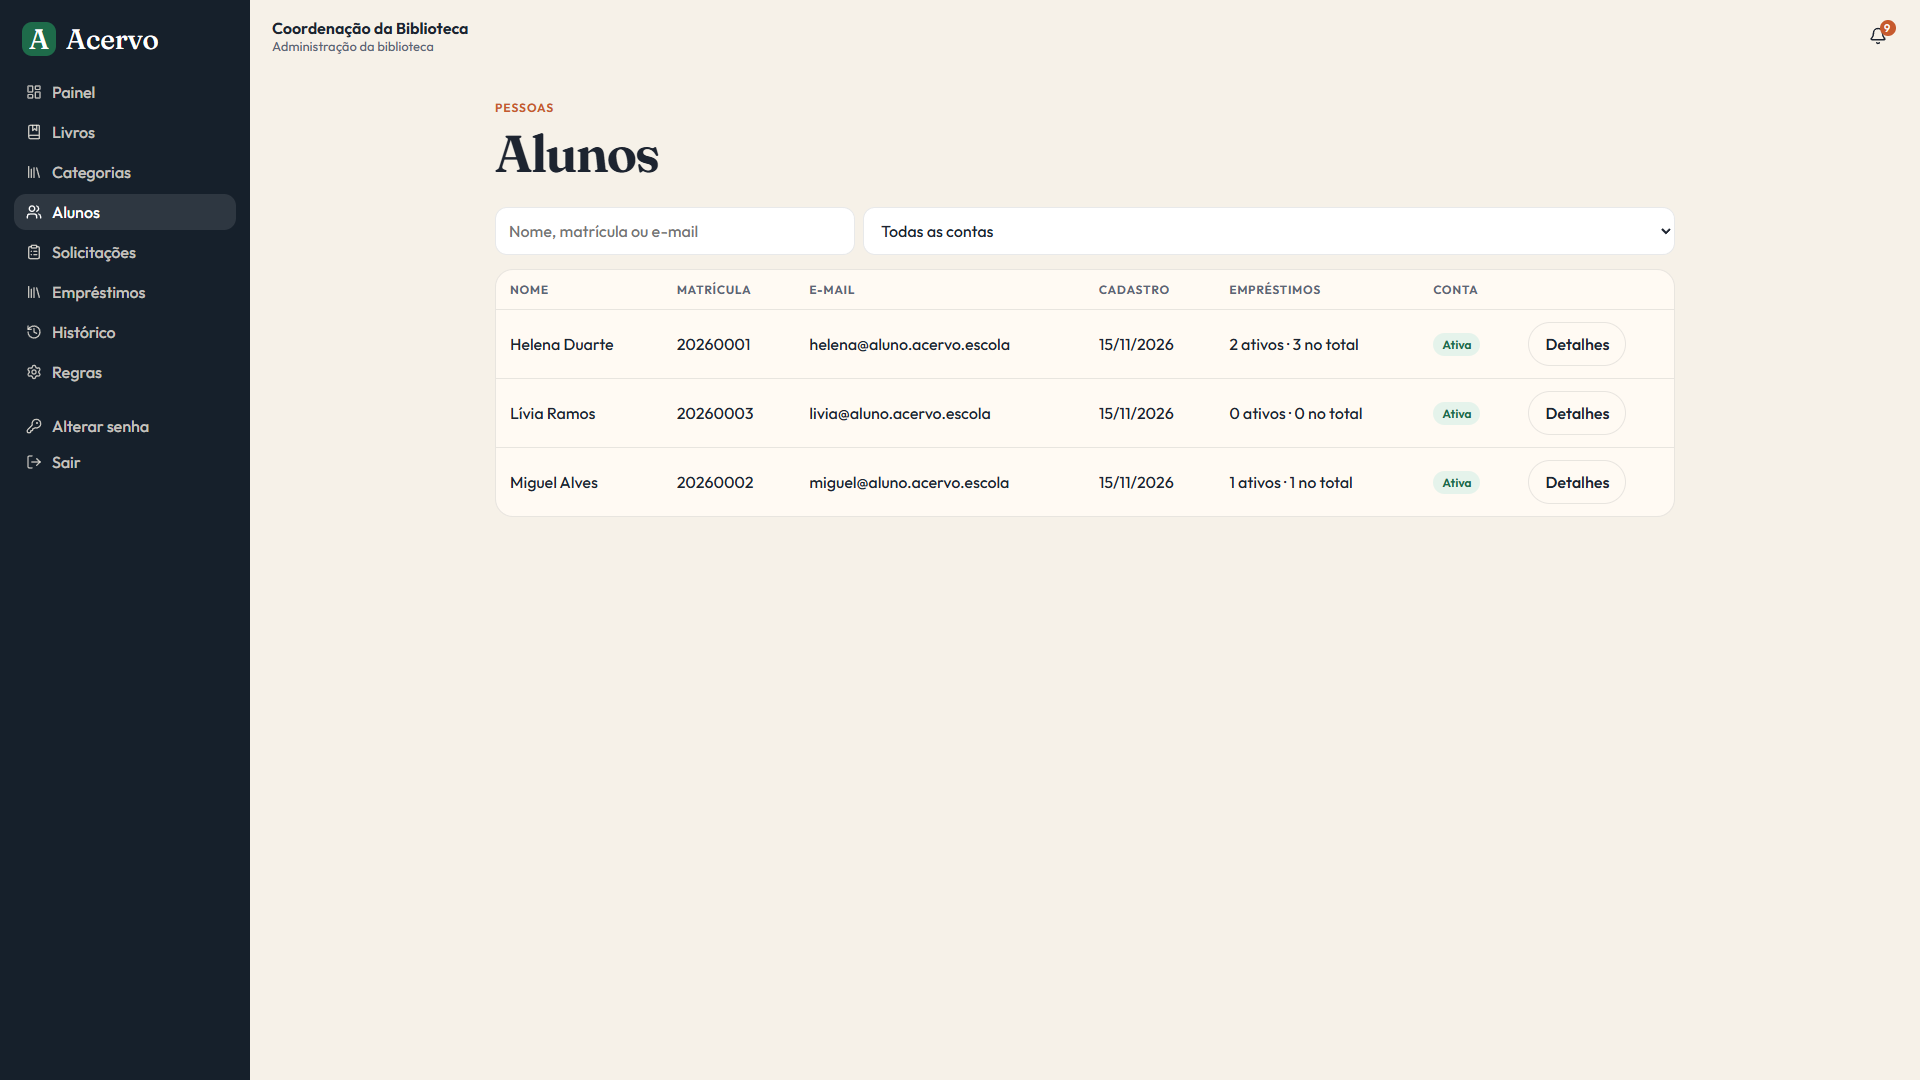 A Acervo
Painel
Livros
Categorias
Alunos
Solicitações
Empréstimos
Histórico
Regras
Alterar senha
Sair
Coordenação da Biblioteca
Administração da biblioteca
9
PESSOAS
Alunos
Nome, matrícula ou e-mail
Todas as contas
NOME MATRÍCULA E-MAIL CADASTRO EMPRÉSTIMOS CONTA
Helena Duarte 20260001 helena@aluno.acervo.escola 15/11/2026 2 ativos · 3 no total Ativa Detalhes
Lívia Ramos 20260003 livia@aluno.acervo.escola 15/11/2026 0 ativos · 0 no total Ativa Detalhes
Miguel Alves 20260002 miguel@aluno.acervo.escola 15/11/2026 1 ativos · 1 no total Ativa Detalhes